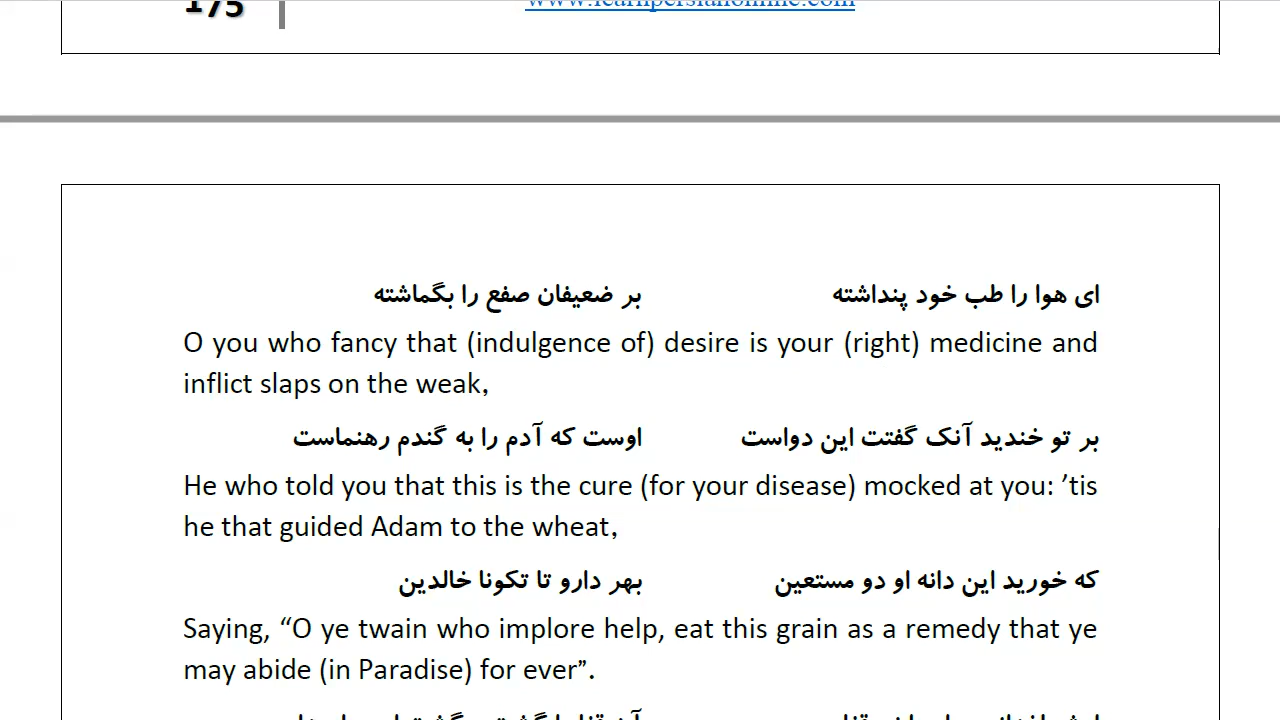 175
www.learnpersianonline.com
ای هوا را طب خود پنداشته بر ضعیفان صفع را بگماشته
O you who fancy that (indulgence of) desire is your (right) medicine and
inflict slaps on the weak,
بر تو خندید آنک گفتت این دواست اوست که آدم را به گندم رهنماست
He who told you that this is the cure (for your disease) mocked at you: ’tis
he that guided Adam to the wheat,
که خورید این دانه او دو مستعین بهر دارو تا تکونا خالدین
Saying, “O ye twain who implore help, eat this grain as a remedy that ye
may abide (in Paradise) for ever”.